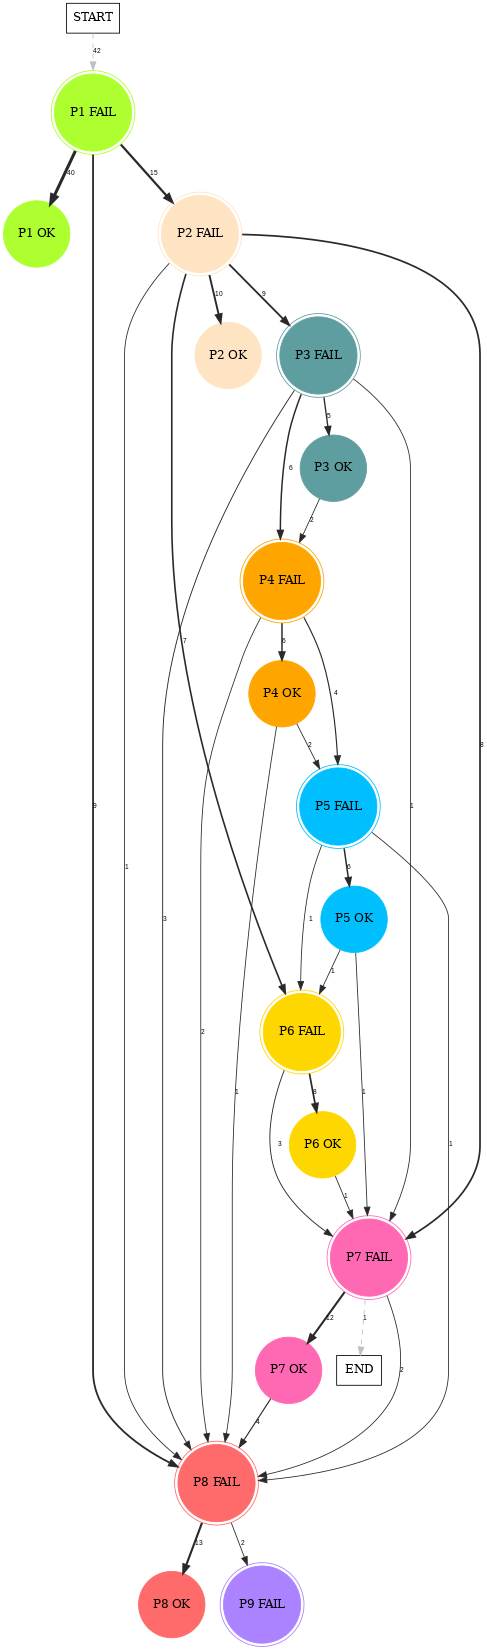 START
42
P1 FAIL
40
15
P1 OK
P2 FAIL
10
9
P2 OK
P3 FAIL
5
6
P3 OK
2
P4 FAIL
7
6
4
P4 OK
2
8
9
P5 FAIL
1
1
6
3
1
P5 OK
1
2
P6 FAIL
8
1
1
3
1
P6 OK
1
P7 FAIL
12
1
P7 OK
END
2
4
P8 FAIL
13
2
P8 OK
P9 FAIL